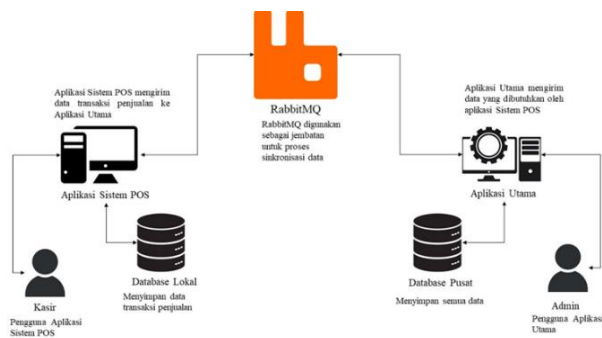 Aplikasi Sistem POS mengirim
data transaksi penjualan ke
Aplikasi Utama
RabbitMQ
RabbitMQ digunakan
sebagai jembatan
untuk proses
sinkronisasi data
Aplikasi Utama mengirim
data yang dibutuhkan oleh
aplikasi Sistem POS
Aplikasi Sistem POS
Aplikasi Utama
Database Lokal
Menyimpan data
transaksi penjualan
Database Pusat
Menyimpan semua data
Kasir
Pengguna Aplikasi
Sistem POS
Admin
Pengguna Aplikasi
Utama